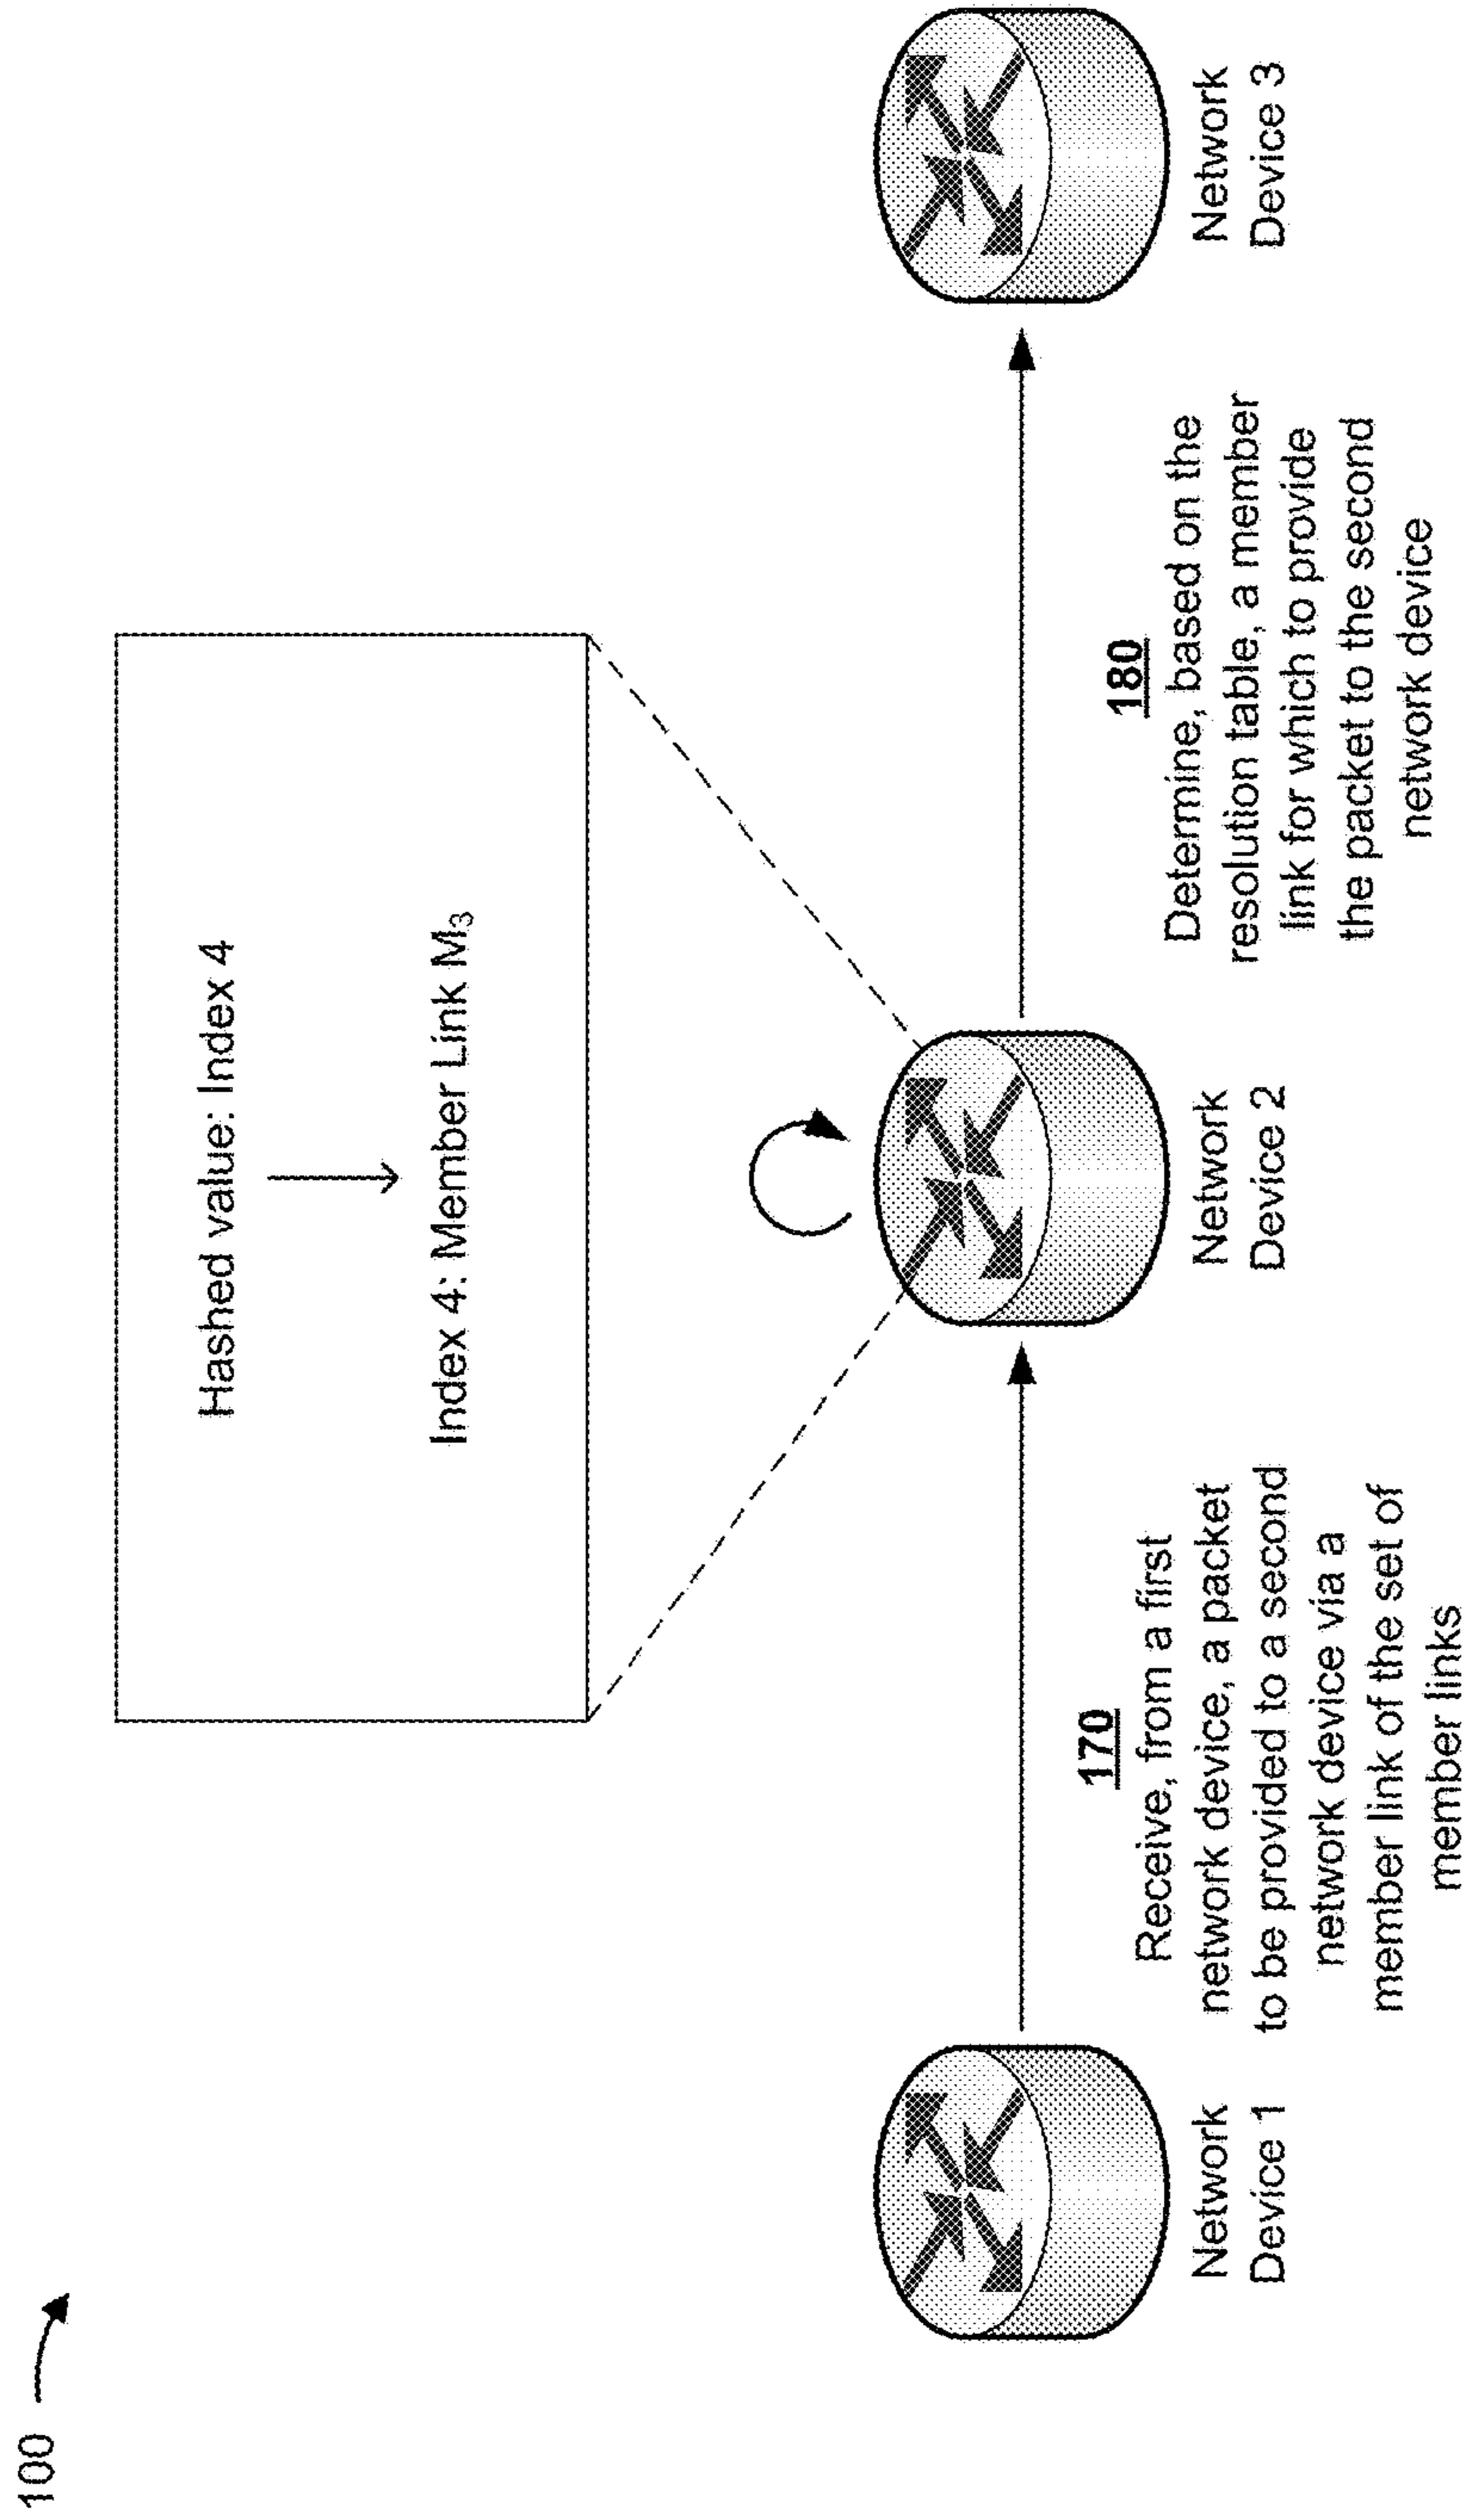 100
Hashed value: Index 4
Index 4: Member Link M₃
Network
Device 1
170
Receive, from a first
network device, a packet
to be provided to a second
network device via a
member link of the set of
member links
Network
Device 2
180
Determine, based on the
resolution table, a member
link for which to provide
the packet to the second
network device
Network
Device 3